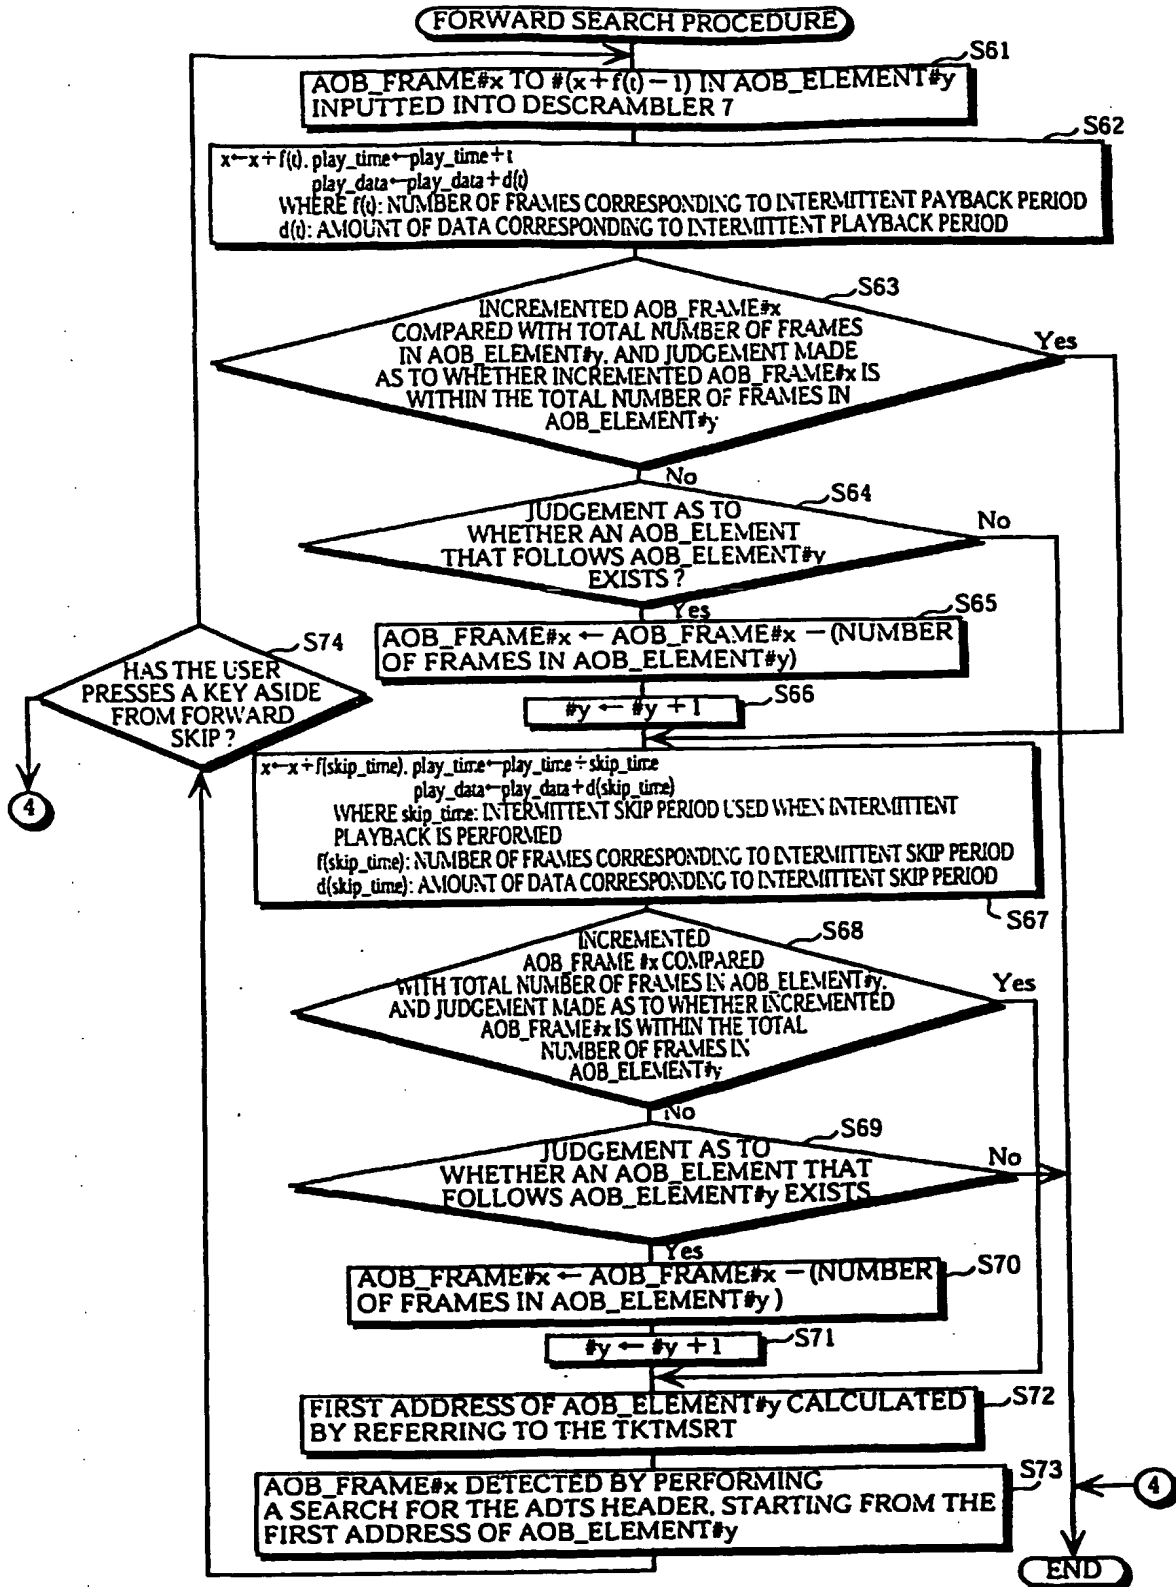 FORWARD SEARCH PROCEDURE
S61
AOB_FRAME#x TO #(x+f(t)−1) IN AOB_ELEMENT#y
INPUTTED INTO DESCRAMBLER 7
S62
x←x+f(t). play_time←play_time+t
play_data←play_data+d(t)
WHERE f(t): NUMBER OF FRAMES CORRESPONDING TO INTERMITTENT PAYBACK PERIOD
d(t): AMOUNT OF DATA CORRESPONDING TO INTERMITTENT PLAYBACK PERIOD
S63
INCREMENTED AOB_FRAME#x
COMPARED WITH TOTAL NUMBER OF FRAMES
IN AOB_ELEMENT#y. AND JUDGEMENT MADE
AS TO WHETHER INCREMENTED AOB_FRAME#x IS
WITHIN THE TOTAL NUMBER OF FRAMES IN
AOB_ELEMENT#y
Yes
No
S64
JUDGEMENT AS TO
WHETHER AN AOB_ELEMENT
THAT FOLLOWS AOB_ELEMENT#y
EXISTS ?
No
Yes
S65
AOB_FRAME#x ← AOB_FRAME#x − (NUMBER
OF FRAMES IN AOB_ELEMENT#y)
S66
#y ← #y + 1
S74
HAS THE USER
PRESSES A KEY ASIDE
FROM FORWARD
SKIP ?
4
x←x+f(skip_time). play_time←play_time+skip_time
play_data←play_data+d(skip_time)
WHERE skip_time: INTERMITTENT SKIP PERIOD USED WHEN INTERMITTENT
PLAYBACK IS PERFORMED
f(skip_time): NUMBER OF FRAMES CORRESPONDING TO INTERMITTENT SKIP PERIOD
d(skip_time): AMOUNT OF DATA CORRESPONDING TO INTERMITTENT SKIP PERIOD
S67
S68
INCREMENTED
AOB_FRAME #x COMPARED
WITH TOTAL NUMBER OF FRAMES IN AOB_ELEMENT#y.
AND JUDGEMENT MADE AS TO WHETHER INCREMENTED
AOB_FRAME#x IS WITHIN THE TOTAL
NUMBER OF FRAMES IN
AOB_ELEMENT#y
Yes
No
S69
JUDGEMENT AS TO
WHETHER AN AOB_ELEMENT THAT
FOLLOWS AOB_ELEMENT#y EXISTS
No
Yes
S70
AOB_FRAME#x ← AOB_FRAME#x − (NUMBER
OF FRAMES IN AOB_ELEMENT#y )
S71
#y ← #y + 1
S72
FIRST ADDRESS OF AOB_ELEMENT#y CALCULATED
BY REFERRING TO THE TKTMSRT
S73
AOB_FRAME#x DETECTED BY PERFORMING
A SEARCH FOR THE ADTS HEADER, STARTING FROM THE
FIRST ADDRESS OF AOB_ELEMENT#y
4
END